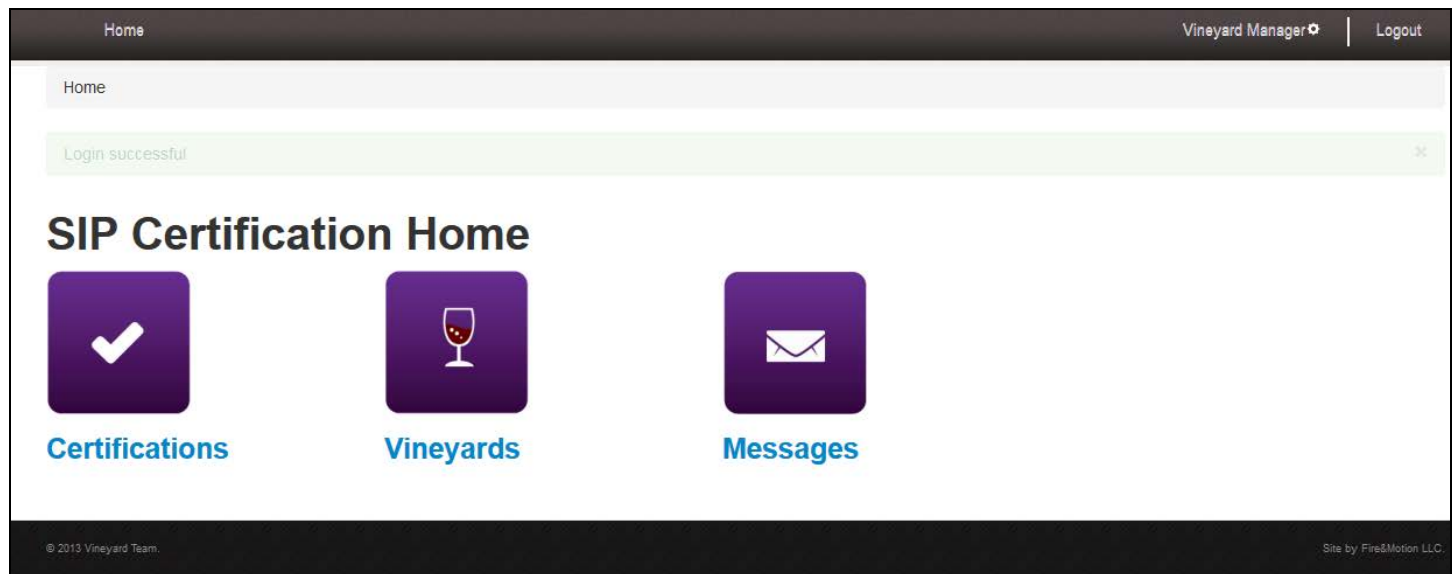 Home Vineyard Manager Logout
Home
Login successful
SIP Certification Home
Certifications Vineyards Messages
© 2013 Vineyard Team. Site by Fire&Motion LLC.